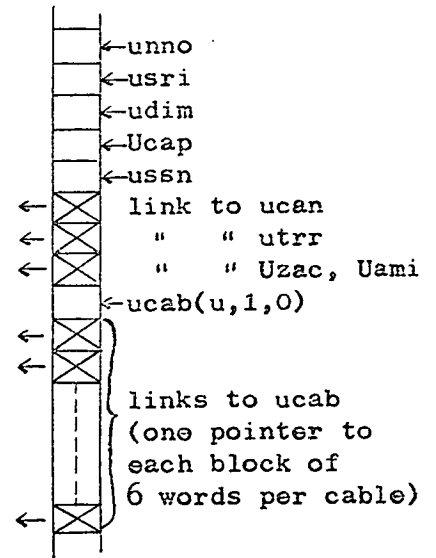 unno
usri
udim
Ucap
ussn
link to ucan
" " utrr
" " Uzac, Uami
ucab(u,1,0)
links to ucab
(one pointer to
each block of
6 words per cable)